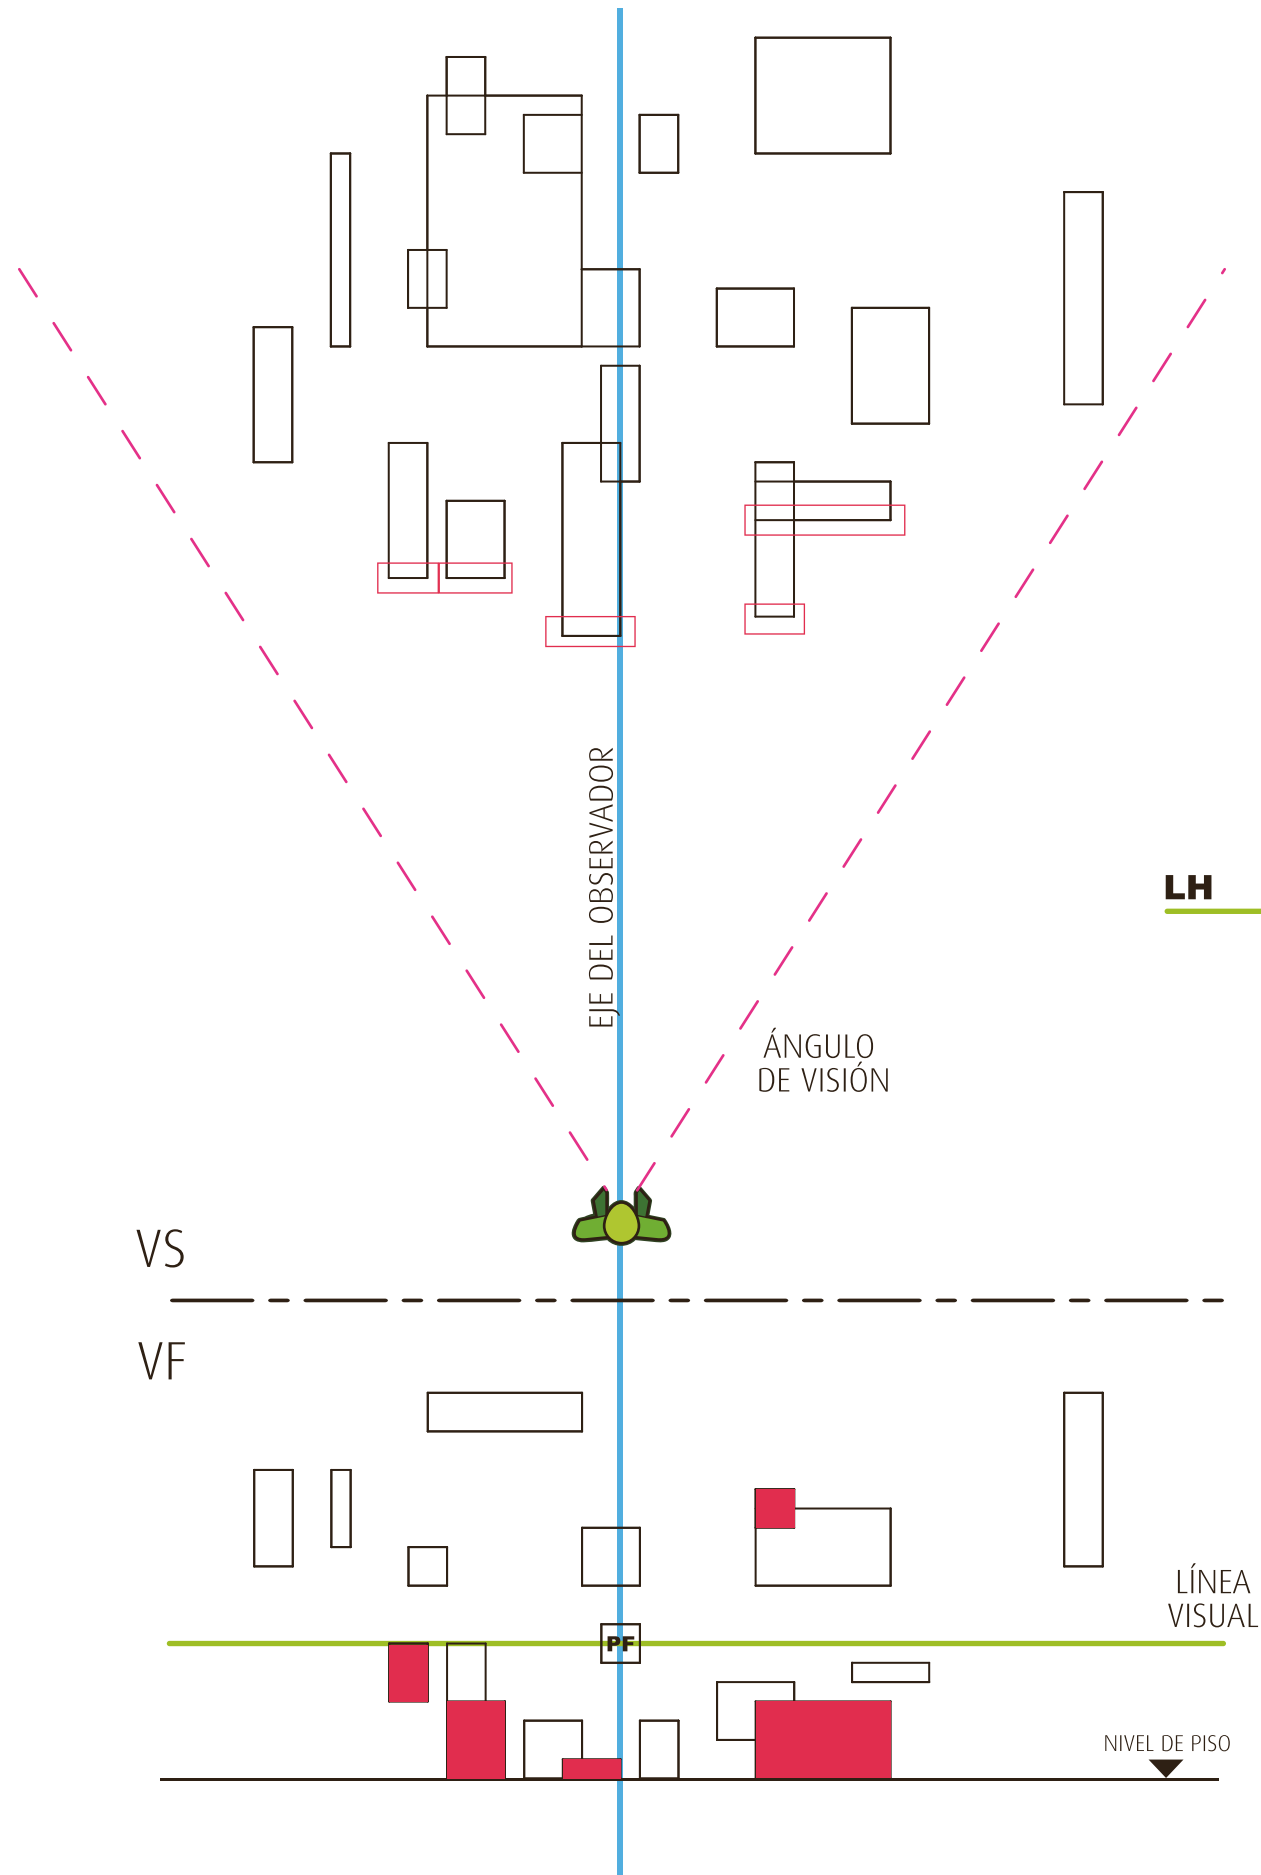 EJE DEL OBSERVADOR
LH
ÁNGULO
DE VISIÓN
VS
VF
LÍNEA
VISUAL
PF
NIVEL DE PISO